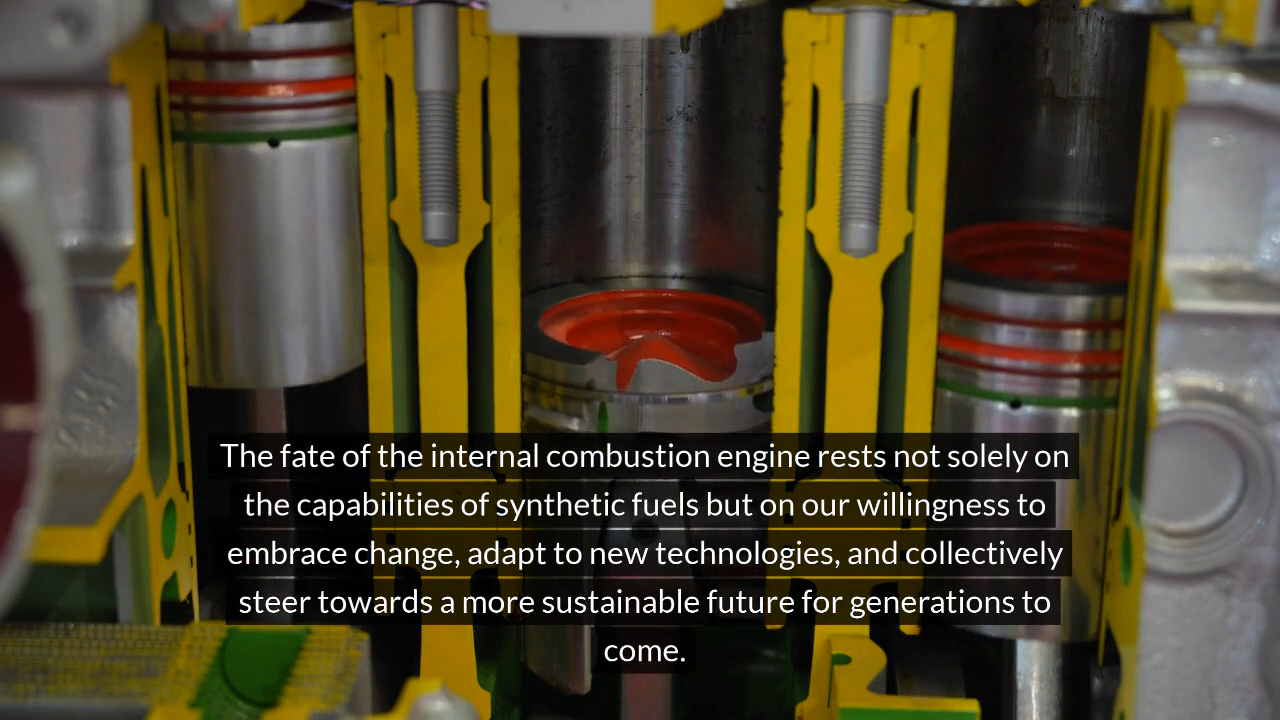 The fate of the internal combustion engine rests not solely on
the capabilities of synthetic fuels but on our willingness to
embrace change, adapt to new technologies, and collectively
steer towards a more sustainable future for generations to
come.